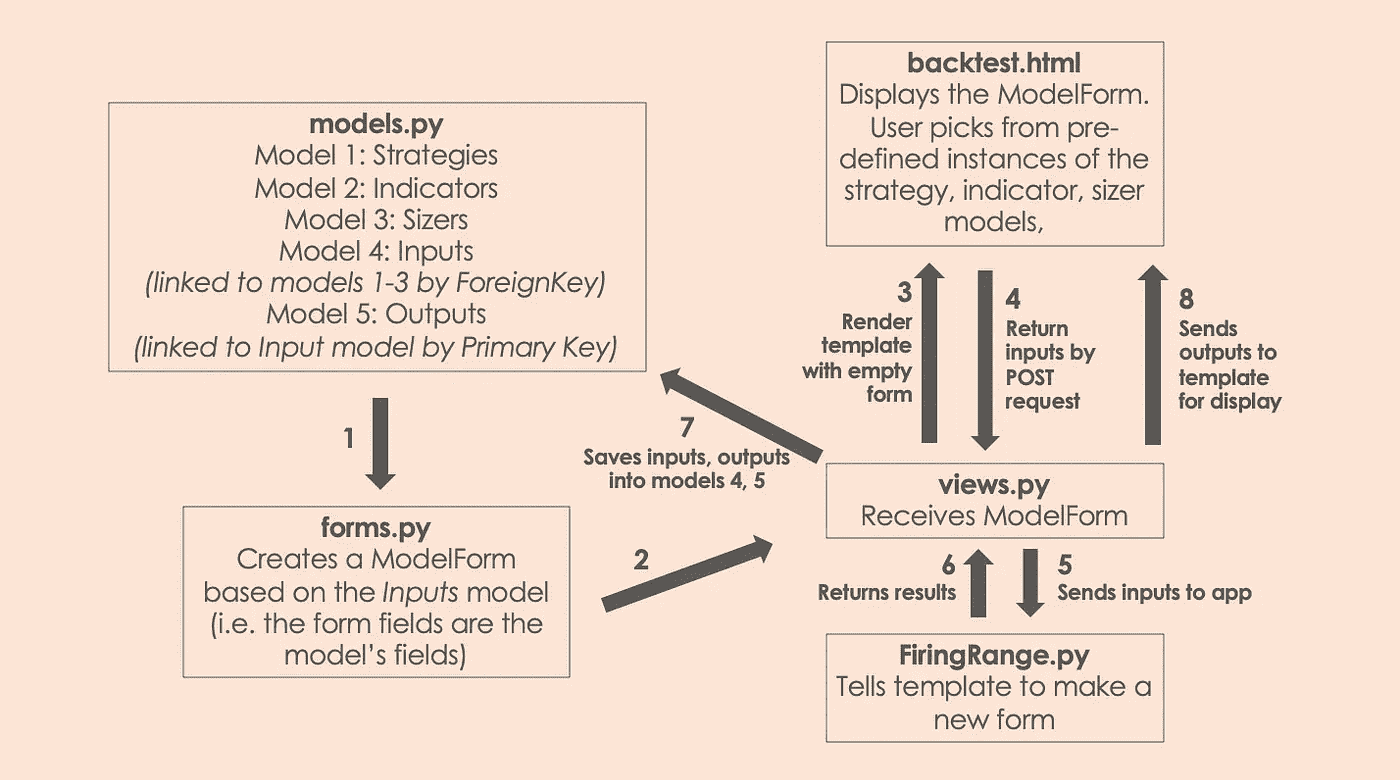 models.py
Model 1: Strategies
Model 2: Indicators
Model 3: Sizers
Model 4: Inputs
(linked to models 1-3 by ForeignKey)
Model 5: Outputs
(linked to Input model by Primary Key)
1
forms.py
Creates a ModelForm
based on the Inputs model
(i.e. the form fields are the
model's fields)
2
backtest.html
Displays the ModelForm.
User picks from pre-
defined instances of the
strategy, indicator, sizer
models,
3
Render
template
with empty
form
4
Return
inputs by
POST
request
8
Sends
outputs to
template
for display
7
Saves inputs, outputs
into models 4, 5
views.py
Receives ModelForm
6
Returns results
5
Sends inputs to app
FiringRange.py
Tells template to make a
new form